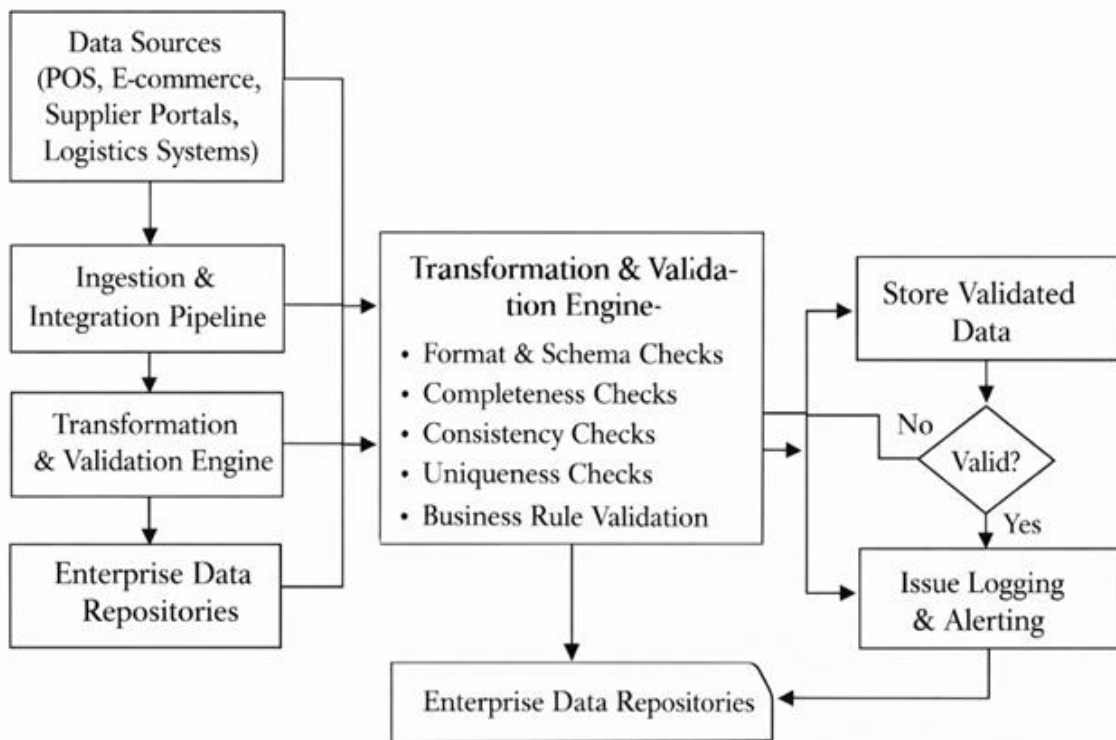 Data Sources
(POS, E-commerce,
Supplier Portals,
Logistics Systems)
Ingestion &
Integration Pipeline
Transformation
& Validation Engine
Enterprise Data
Repositories
Transformation & Valida-
tion Engine-
• Format & Schema Checks
• Completeness Checks
• Consistency Checks
• Uniqueness Checks
• Business Rule Validation
Enterprise Data Repositories
Store Validated
Data
No
Valid?
Yes
Issue Logging
& Alerting